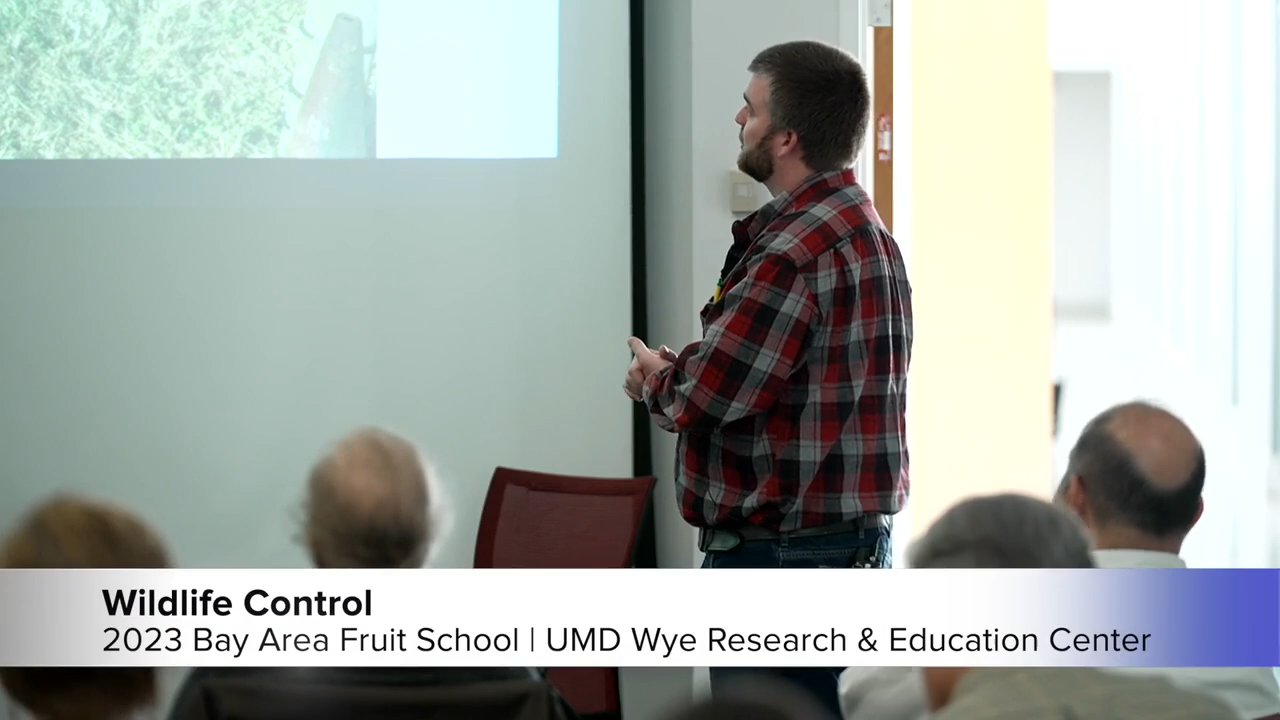 Wildlife Control
2023 Bay Area Fruit School | UMD Wye Research & Education Center